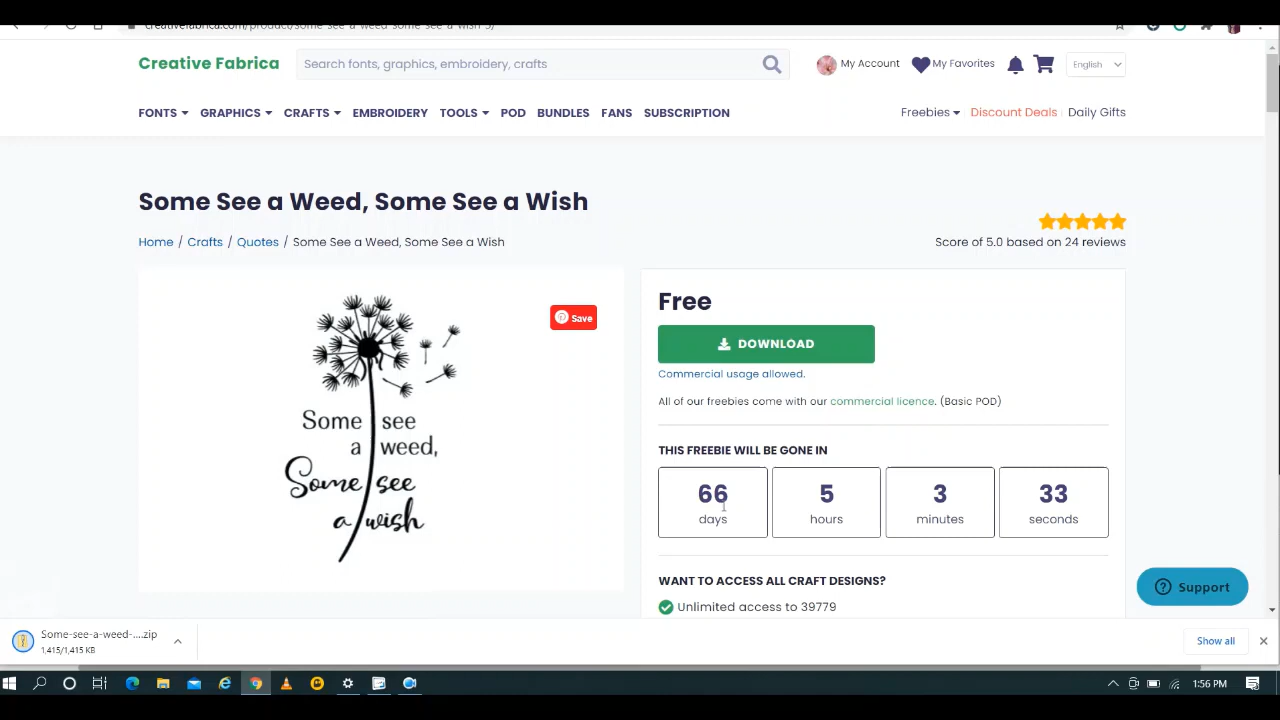 Creative Fabrica
Search fonts, graphics, embroidery, crafts
My Account
My Favorites
English
FONTS
GRAPHICS
CRAFTS
EMBROIDERY
TOOLS
POD
BUNDLES
FANS
SUBSCRIPTION
Freebies
Discount Deals
Daily Gifts
Some See a Weed, Some See a Wish
Home / Crafts / Quotes / Some See a Weed, Some See a Wish
Score of 5.0 based on 24 reviews
Save
Some see
a weed,
Some see
a wish
Free
DOWNLOAD
Commercial usage allowed.
All of our freebies come with our commercial licence. (Basic POD)
THIS FREEBIE WILL BE GONE IN
66 5 3 33
days hours minutes seconds
WANT TO ACCESS ALL CRAFT DESIGNS?
Unlimited access to 39779
Support
Some-see-a-weed-....zip
1,415/1,415 KB
Show all
1:56 PM